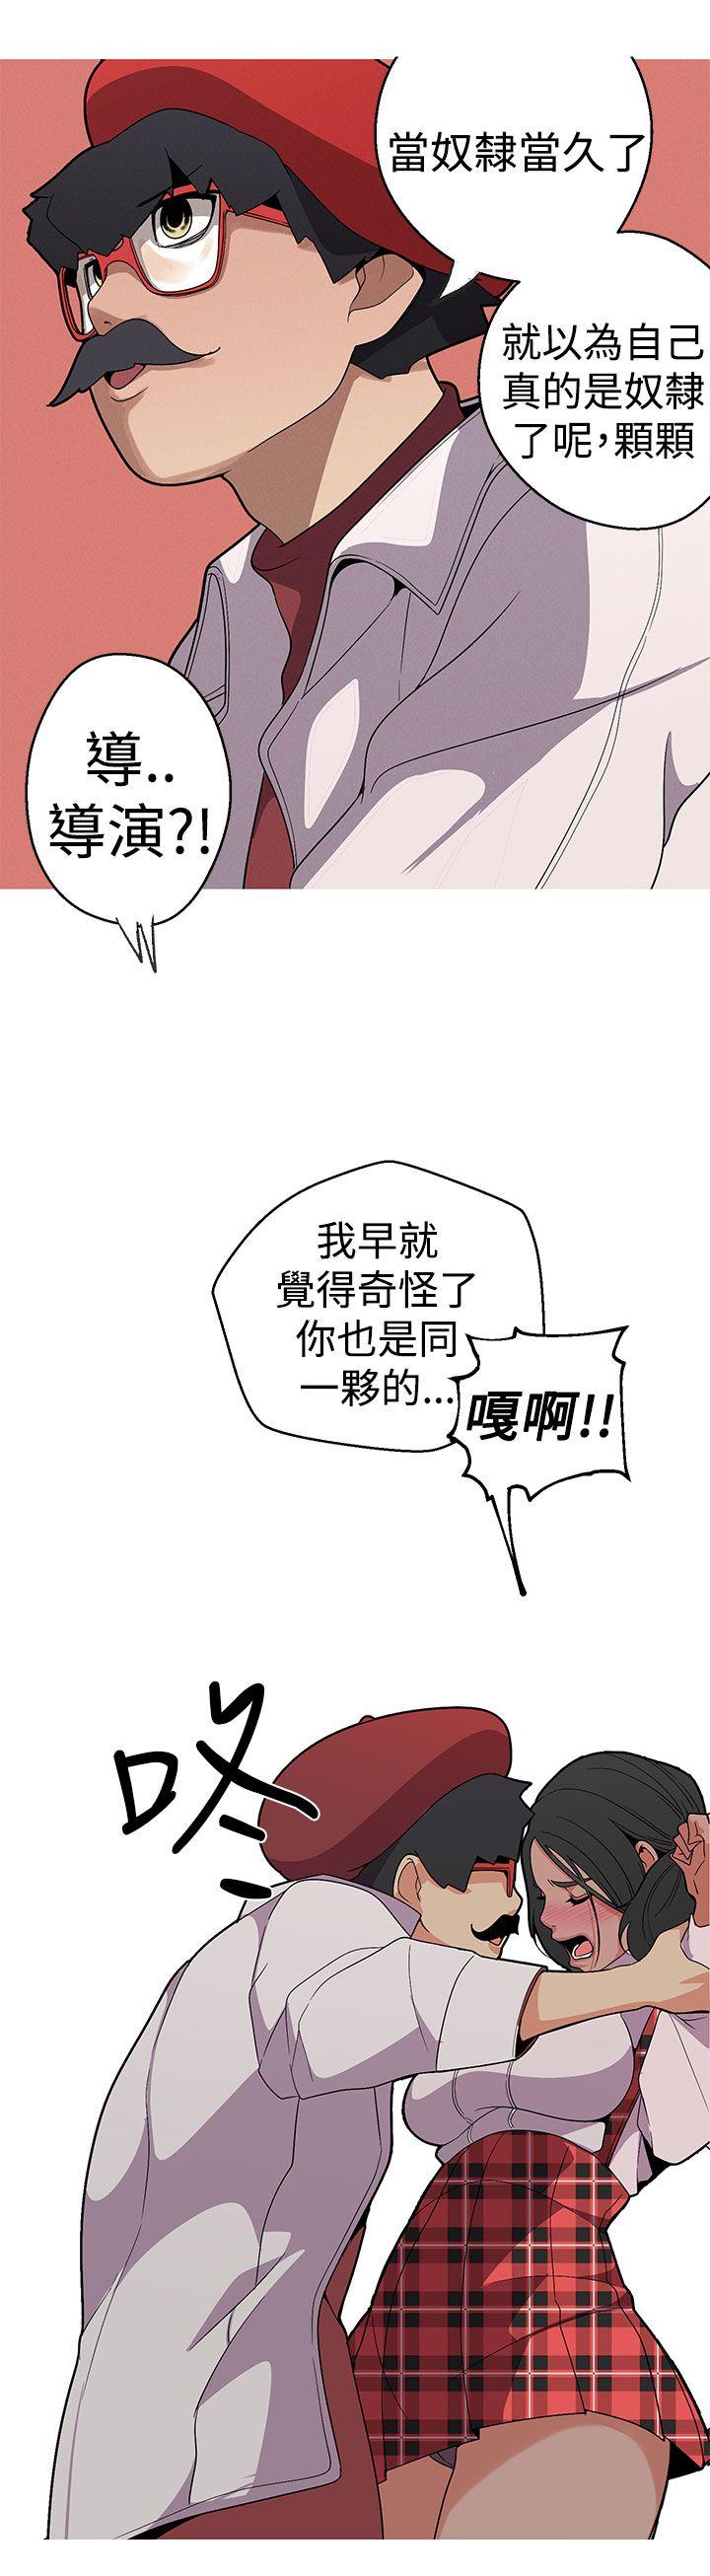 當奴隸當久了
就以為自己
真的是奴隸
了呢,顆顆
導..
導演?!
我早就
覺得奇怪了
你也是同
一夥的...
嘎啊!!
咚